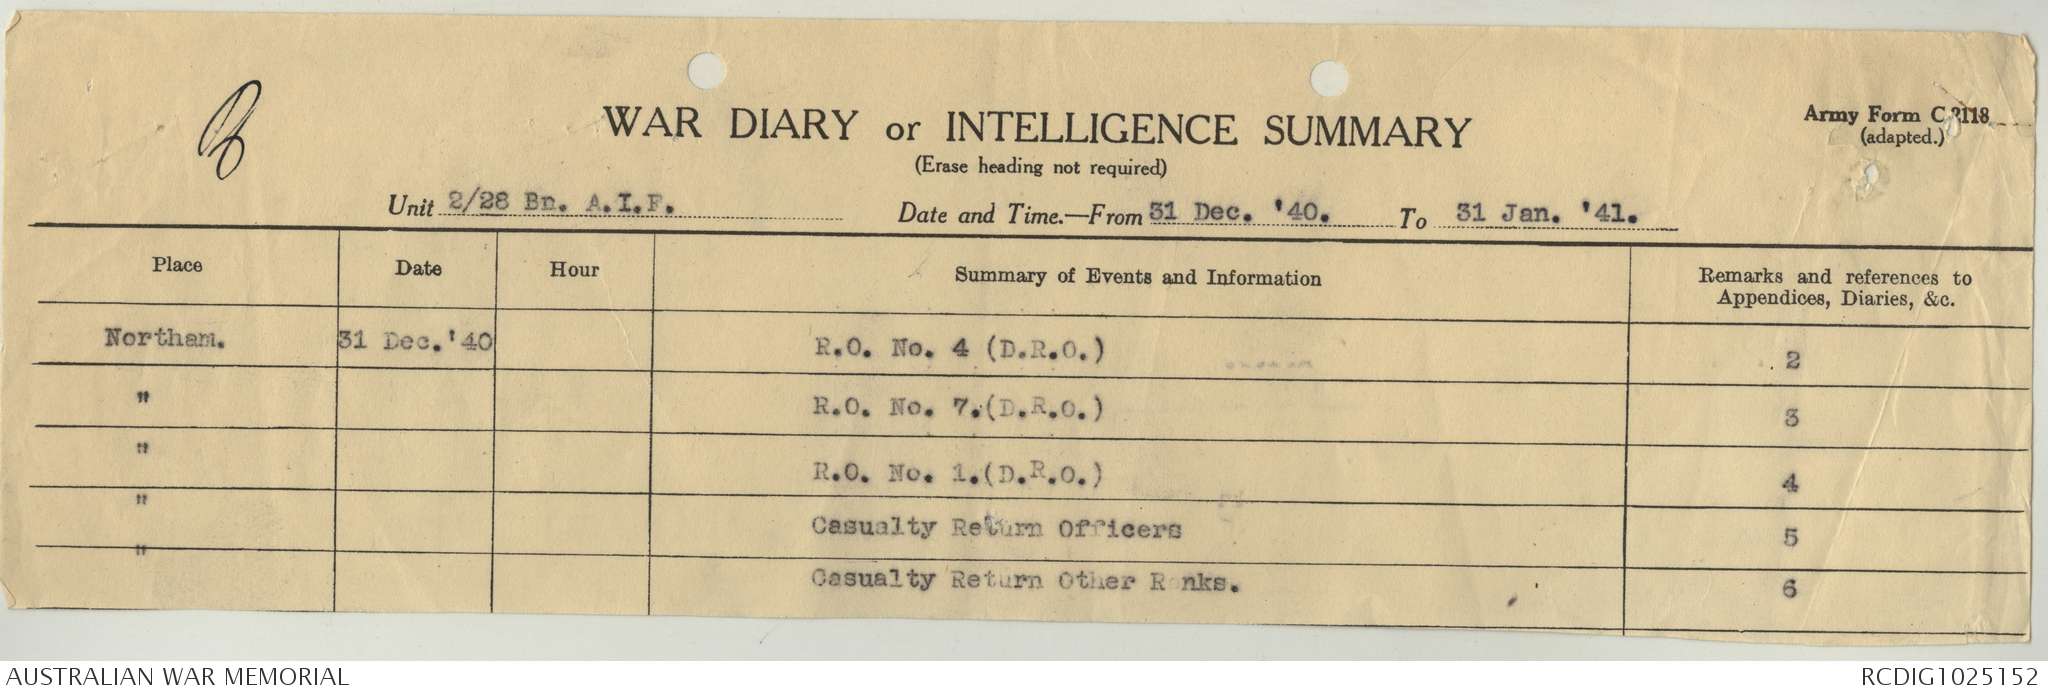 WAR DIARY or INTELLIGENCE SUMMARY
Army Form C.2118
(adapted.)
(Erase heading not required)
Unit 2/28 Bn. A.I.F. Date and Time.—From 31 Dec. '40. To 31 Jan. '41.
Place Date Hour Summary of Events and Information Remarks and references to
Appendices, Diaries, &c.
Northam. 31 Dec. '40 R.O. No. 4 (D.R.O.) 2
" R.O. No. 7.(D.R.O.) 3
" R.O. No. 1.(D.R.O.) 4
" Casualty Return Officers 5
" Casualty Return Other Ranks. 6
AUSTRALIAN WAR MEMORIAL RCDIG1025152